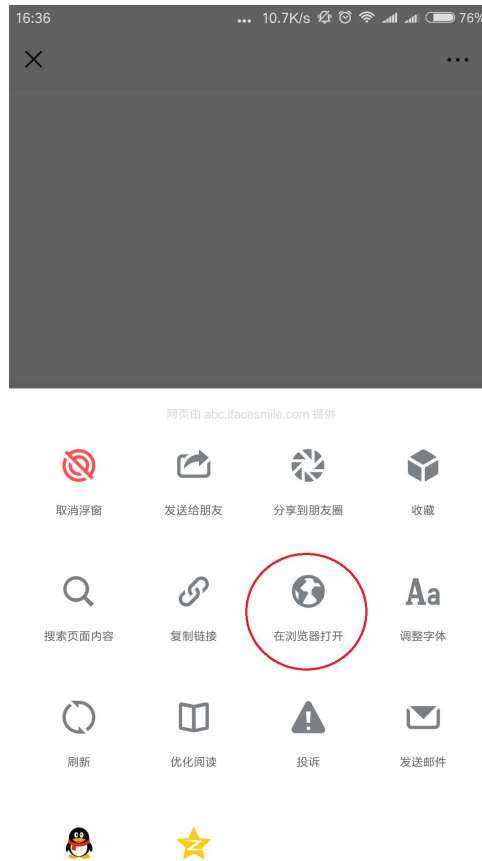 16:36 ... 10.7K/s 76%
网页由 abc.ifacesmile.com 提供
取消浮窗 发送给朋友 分享到朋友圈 收藏
Aa
搜索页面内容 复制链接 在浏览器打开 调整字体
刷新 优化阅读 投诉 发送邮件